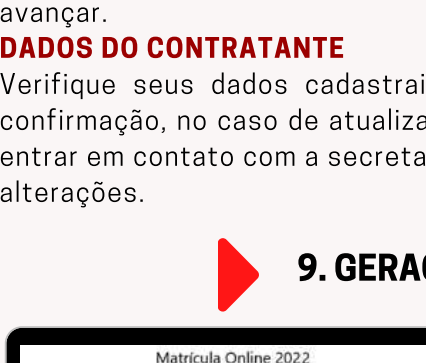 avançar.
DADOS DO CONTRATANTE
Verifique seus dados cadastrai
confirmação, no caso de atualiza
entrar em contato com a secreta
alterações.
9. GERAÇ
Matrícula Online 2022